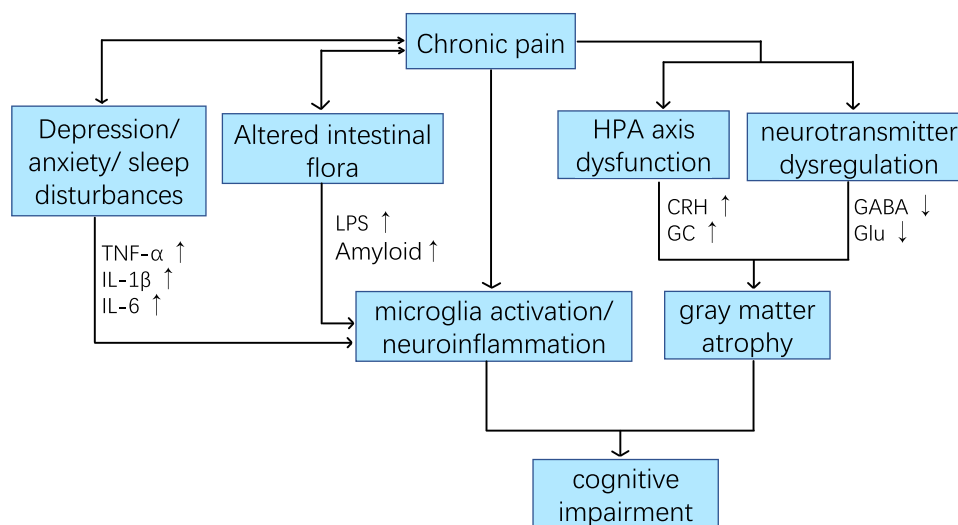 Chronic pain
Depression/
anxiety/ sleep
disturbances
Altered intestinal
flora
HPA axis
dysfunction
neurotransmitter
dysregulation
TNF-α ↑
IL-1β ↑
IL-6 ↑
LPS ↑
Amyloid ↑
CRH ↑
GC ↑
GABA ↓
Glu ↓
microglia activation/
neuroinflammation
gray matter
atrophy
cognitive
impairment